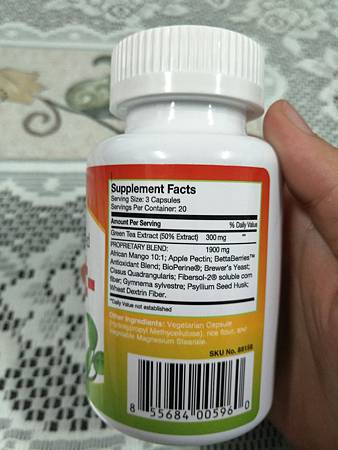 Supplement Facts
Serving Size: 3 Capsules
Servings Per Container: 20
Amount Per Serving % Daily Value
Green Tea Extract (50% Extract) 300 mg **
PROPRIETARY BLEND: 1900 mg
African Mango 10:1; Apple Pectin; BettaBerries™
Antioxidant Blend; BioPerine®; Brewer's Yeast;
Cissus Quadrangularis; Fibersol-2® soluble corn
fiber; Gymnema sylvestre; Psyllium Seed Husk;
Wheat Dextrin Fiber.
**Daily Value not established
Other Ingredients: Vegetarian Capsule
(Hydroxypropyl Methylcellulose), rice flour, and
Vegetable Magnesium Stearate.
SKU No. 88158
8 55684 00596 0